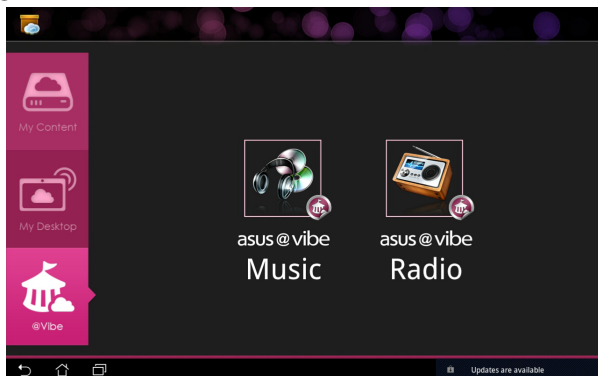 My Content
My Desktop
@Vibe
asus@vibe
Music
asus@vibe
Radio
Updates are available